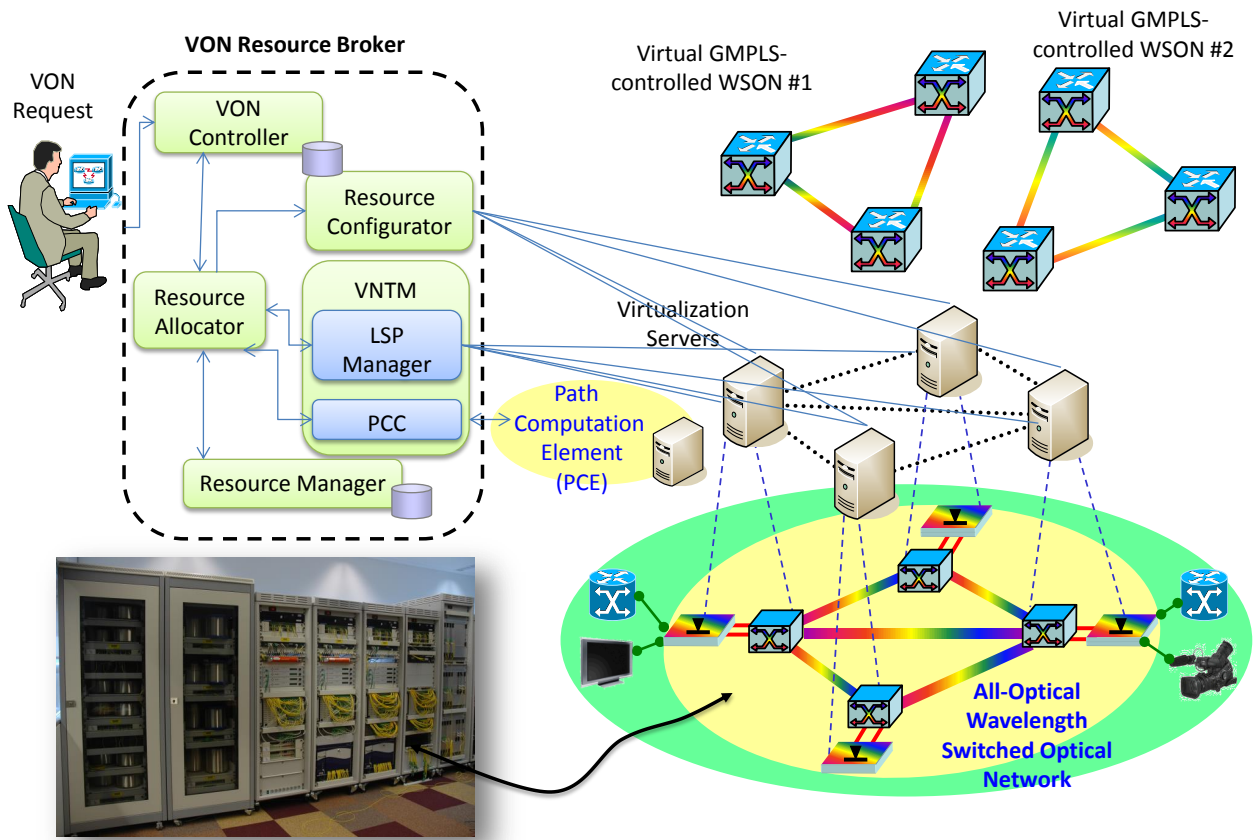 VON Resource Broker
VON
Request
VON
Controller
Resource
Configurator
Resource
Allocator
VNTM
LSP
Manager
PCC
Resource Manager
Path
Computation
Element
(PCE)
Virtual GMPLS-
controlled WSON #1
Virtual GMPLS-
controlled WSON #2
Virtualization
Servers
All-Optical
Wavelength
Switched Optical
Network